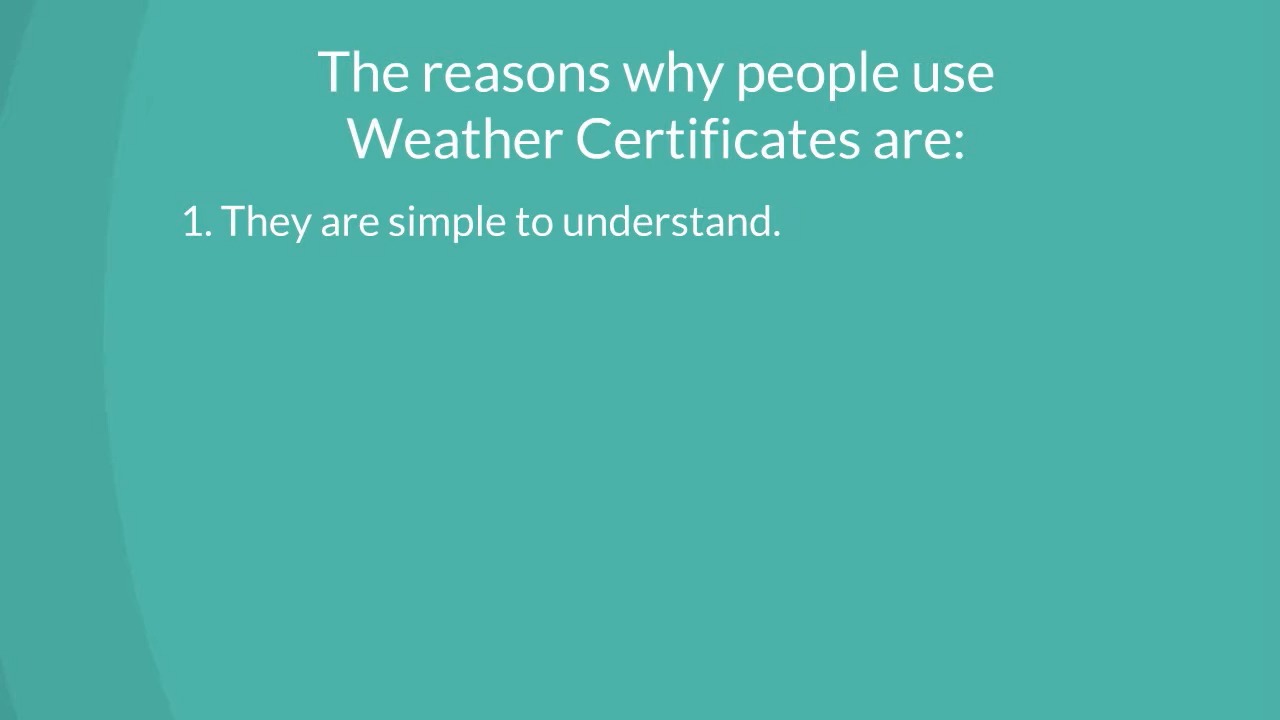 The reasons why people use
Weather Certificates are:
1. They are simple to understand.